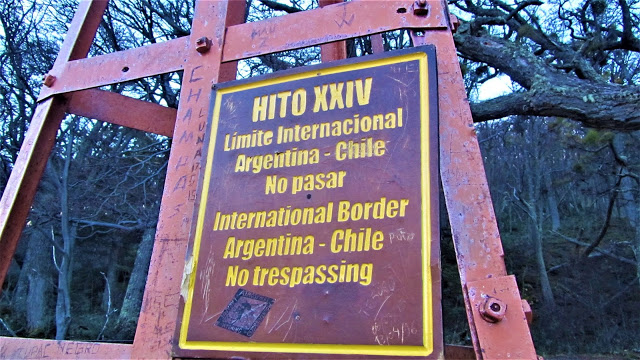 HITO XXIV
Límite Internacional
Argentina - Chile
No pasar
International Border
Argentina - Chile
No trespassing